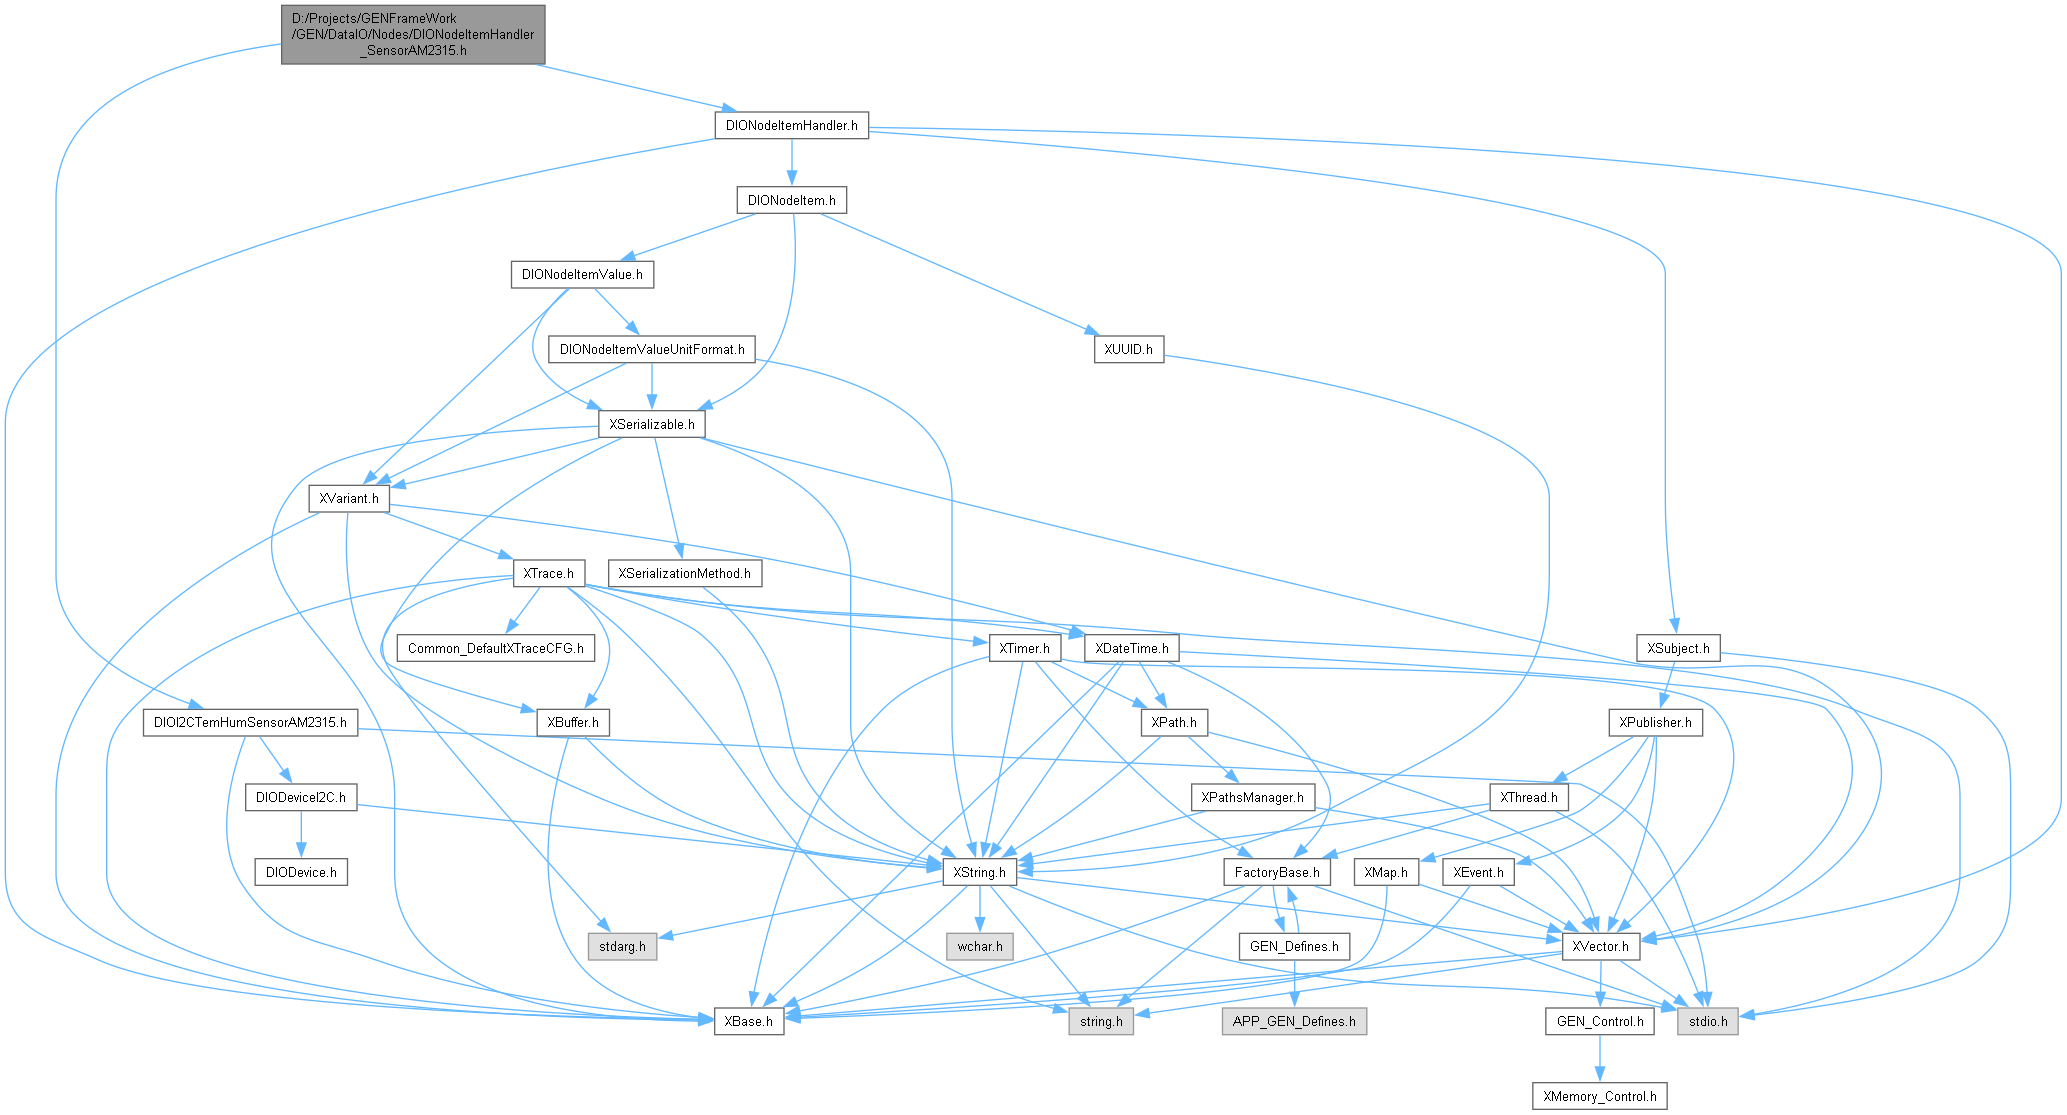 D:/Projects/GENFrameWork
/GEN/DataIO/Nodes/DIONodeItemHandler
_SensorAM2315.h
DIONodeItemHandler.h
DIONodeItem.h
DIONodeItemValue.h
DIONodeItemValueUnitFormat.h
XUUID.h
XSerializable.h
XVariant.h
XTrace.h
XSerializationMethod.h
Common_DefaultXTraceCFG.h
XTimer.h
XDateTime.h
XSubject.h
DIOI2CTemHumSensorAM2315.h
XBuffer.h
XPath.h
XPublisher.h
DIODeviceI2C.h
XPathsManager.h
XThread.h
DIODevice.h
XString.h
FactoryBase.h
XMap.h
XEvent.h
stdarg.h
wchar.h
GEN_Defines.h
XVector.h
XBase.h
string.h
APP_GEN_Defines.h
GEN_Control.h
stdio.h
XMemory_Control.h